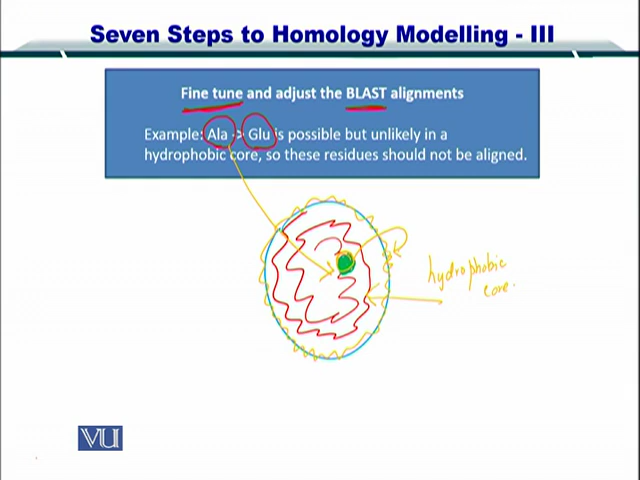 Seven Steps to Homology Modelling - III
Fine tune and adjust the BLAST alignments
Example: Ala -> Glu is possible but unlikely in a
hydrophobic core, so these residues should not be aligned.
hydrophobic
core.
VU